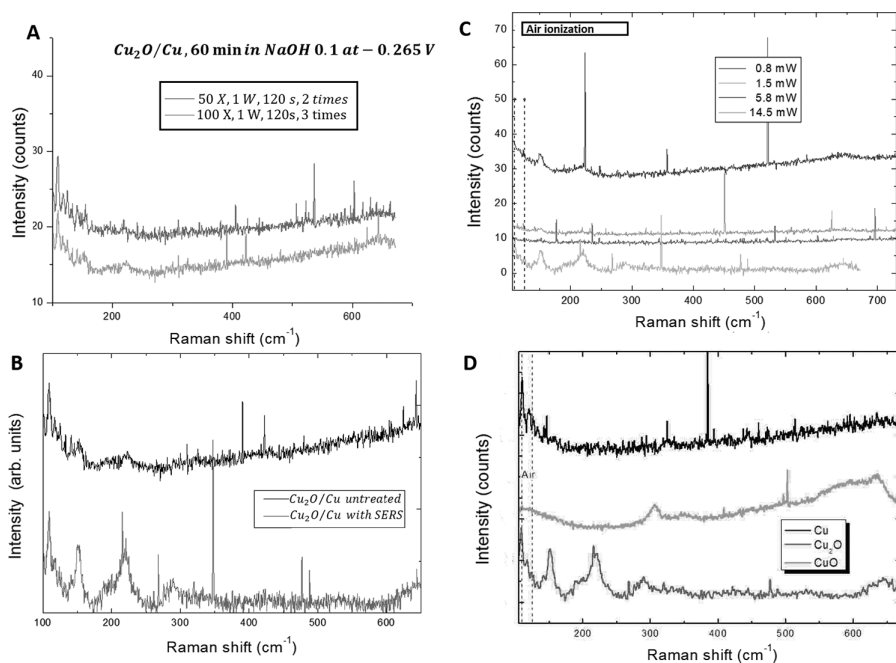 A
Cu₂O/Cu, 60 min in NaOH 0.1 at − 0.265 V
50 X, 1 W, 120 s, 2 times
100 X, 1 W, 120s, 3 times
Intensity (counts)
45
40
30
20
10
200
400
600
Raman shift (cm⁻¹)
C
Air ionization
0.8 mW
1.5 mW
5.8 mW
14.5 mW
Intensity (counts)
70
60
50
40
30
20
10
0
200
300
400
500
600
700
Raman shift (cm⁻¹)
B
Cu₂O/Cu untreated
Cu₂O/Cu with SERS
Intensity (arb. units)
100
200
300
400
500
600
Raman shift (cm⁻¹)
D
Air
Cu
Cu₂O
CuO
Intensity (counts)
200
300
400
500
600
Raman shift (cm⁻¹)